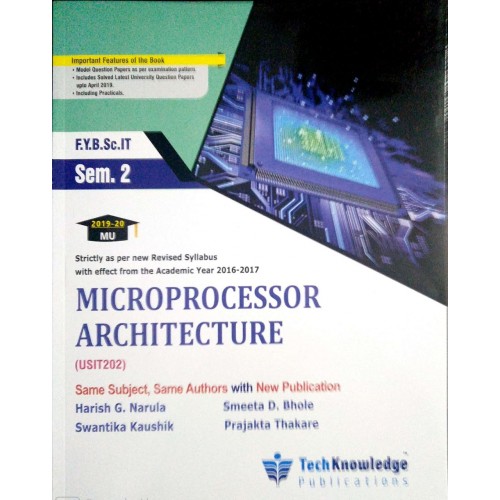 Important Features of the Book
• Model Question Papers as per examination pattern.
• Includes Solved Latest University Question Papers
upto April 2019.
• Including Practicals.
F.Y.B.Sc.IT
Sem. 2
2019-20
MU
Strictly as per new Revised Syllabus
with effect from the Academic Year 2016-2017
MICROPROCESSOR
ARCHITECTURE
(USIT202)
Same Subject, Same Authors with New Publication
Harish G. Narula Smeeta D. Bhole
Swantika Kaushik Prajakta Thakare
TechKnowledge
Publications